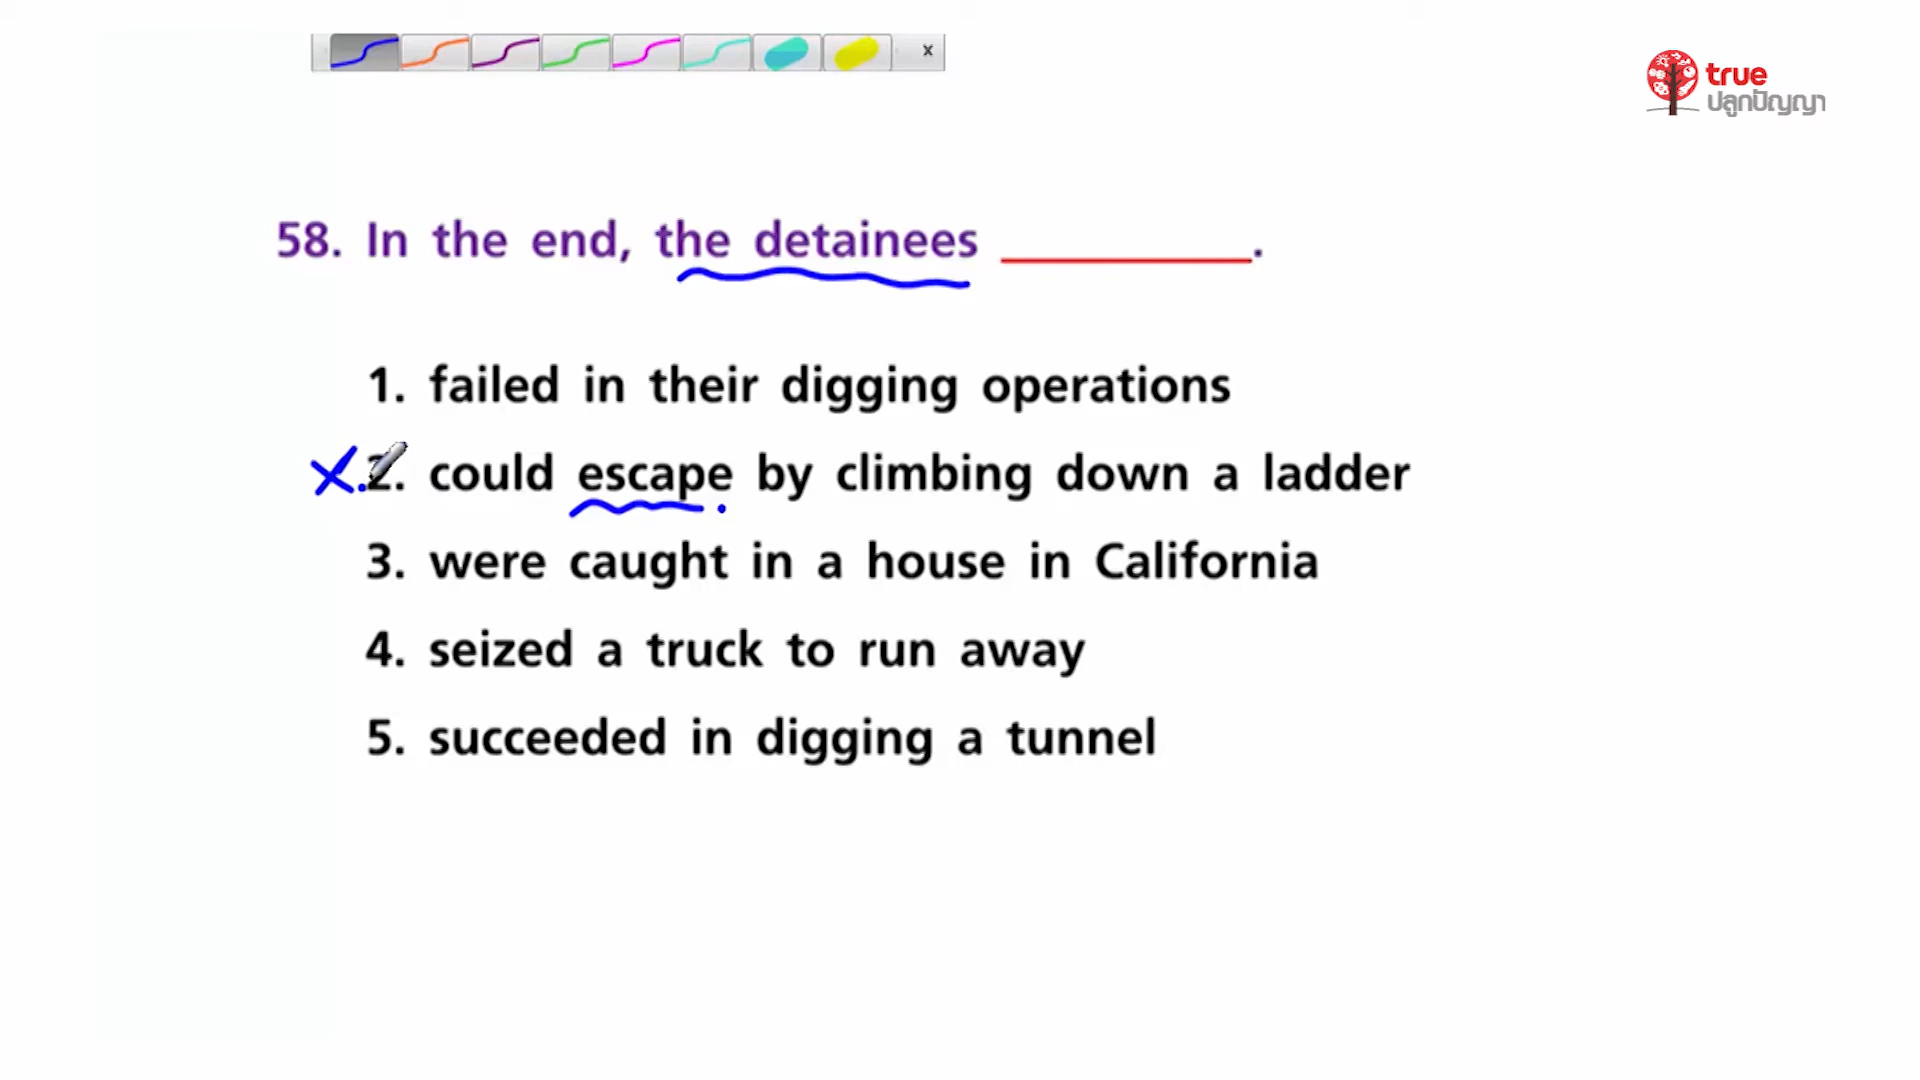 x
true
ปลูกปัญญา
58. In the end, the detainees __________.
1. failed in their digging operations
2. could escape by climbing down a ladder
3. were caught in a house in California
4. seized a truck to run away
5. succeeded in digging a tunnel